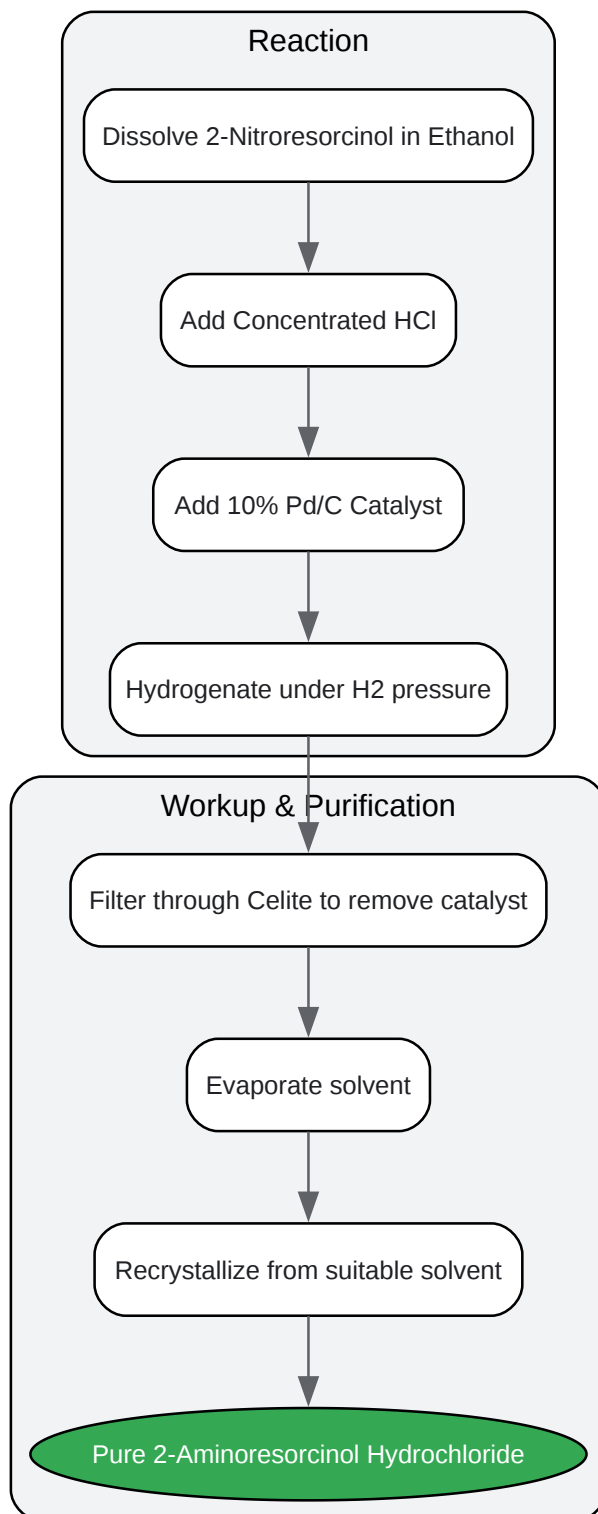 Reaction
Dissolve 2-Nitroresorcinol in Ethanol
Add Concentrated HCl
Add 10% Pd/C Catalyst
Hydrogenate under H2 pressure
Workup & Purification
Filter through Celite to remove catalyst
Evaporate solvent
Recrystallize from suitable solvent
Pure 2-Aminoresorcinol Hydrochloride